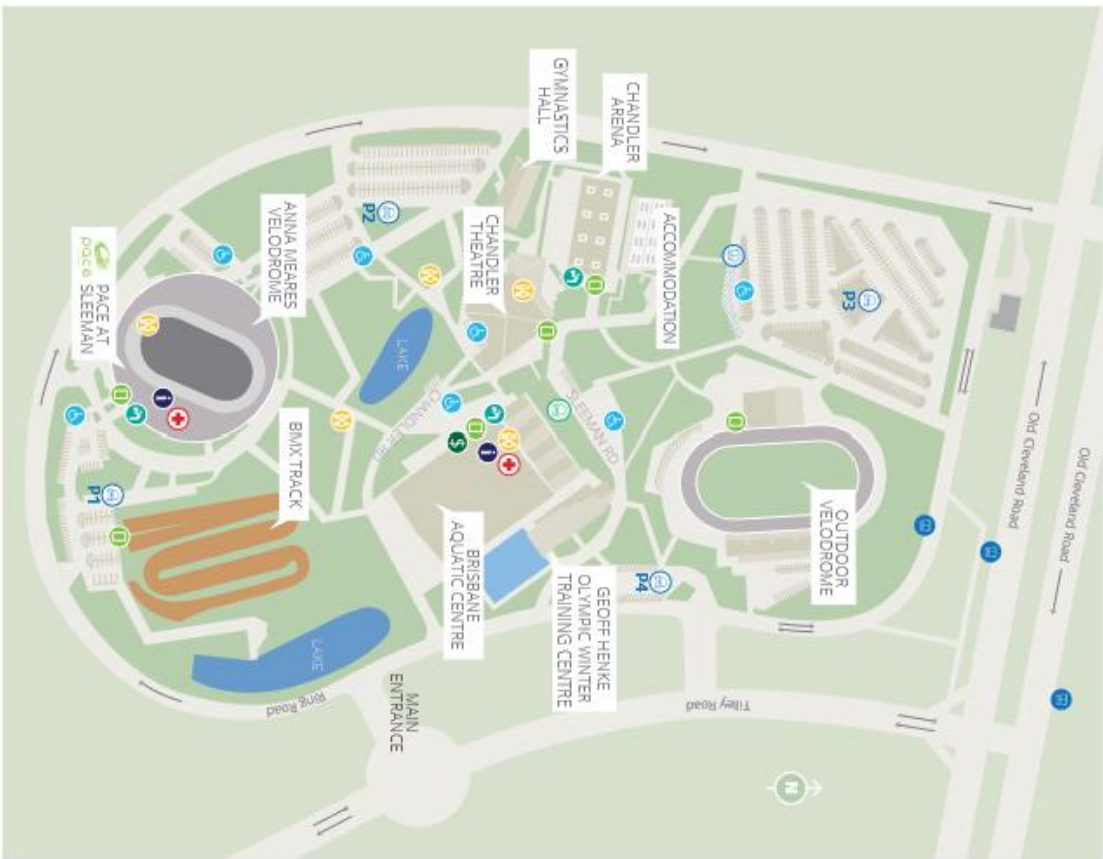 Old Cleveland Road
Old Cleveland Road
P3
OUTDOOR
VELODROME
ACCOMMODATION
CHANDLER
ARENA
GYMNASTICS
HALL
SLEEMAN RD
P4
GEOFF HENKE
OLYMPIC WINTER
TRAINING CENTRE
Tilley Road
N
CHANDLER
THEATRE
$
i
BRISBANE
AQUATIC CENTRE
CHANDLER RD
LAKE
P2
MAIN
ENTRANCE
Ring Road
LAKE
BMX TRACK
ANNA MEARES
VELODROME
i
P1
pace
PACE AT
SLEEMAN